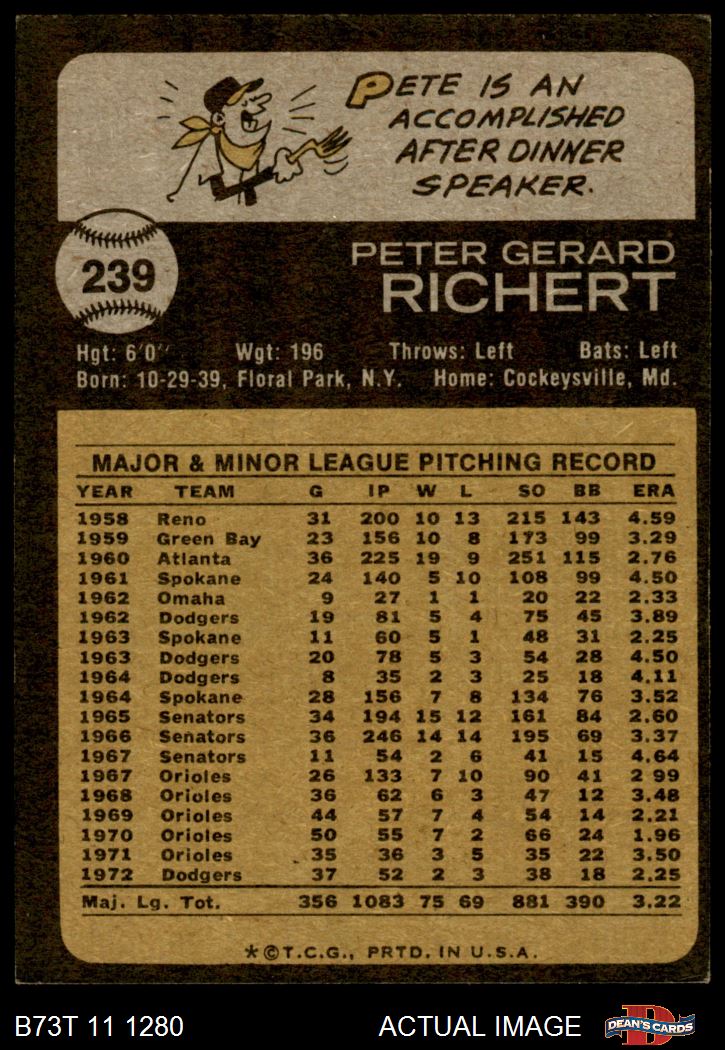 PETE IS AN
ACCOMPLISHED
AFTER DINNER
SPEAKER.
239
PETER GERARD
RICHERT
Hgt: 6'0" Wgt: 196 Throws: Left Bats: Left
Born: 10-29-39, Floral Park, N.Y. Home: Cockeysville, Md.
MAJOR & MINOR LEAGUE PITCHING RECORD
YEAR TEAM G IP W L SO BB ERA
1958 Reno 31 200 10 13 215 143 4.59
1959 Green Bay 23 156 10 8 173 99 3.29
1960 Atlanta 36 225 19 9 251 115 2.76
1961 Spokane 24 140 5 10 108 99 4.50
1962 Omaha 9 27 1 1 20 22 2.33
1962 Dodgers 19 81 5 4 75 45 3.89
1963 Spokane 11 60 5 1 48 31 2.25
1963 Dodgers 20 78 5 3 54 28 4.50
1964 Dodgers 8 35 2 3 25 18 4.11
1964 Spokane 28 156 7 8 134 76 3.52
1965 Senators 34 194 15 12 161 84 2.60
1966 Senators 36 246 14 14 195 69 3.37
1967 Senators 11 54 2 6 41 15 4.64
1967 Orioles 26 133 7 10 90 41 2 99
1968 Orioles 36 62 6 3 47 12 3.48
1969 Orioles 44 57 7 4 54 14 2.21
1970 Orioles 50 55 7 2 66 24 1.96
1971 Orioles 35 36 3 5 35 22 3.50
1972 Dodgers 37 52 2 3 38 18 2.25
Maj. Lg. Tot. 356 1083 75 69 881 390 3.22
*©T.C.G., PRTD. IN U.S.A.
B73T 11 1280 ACTUAL IMAGE
DEAN'S CARDS